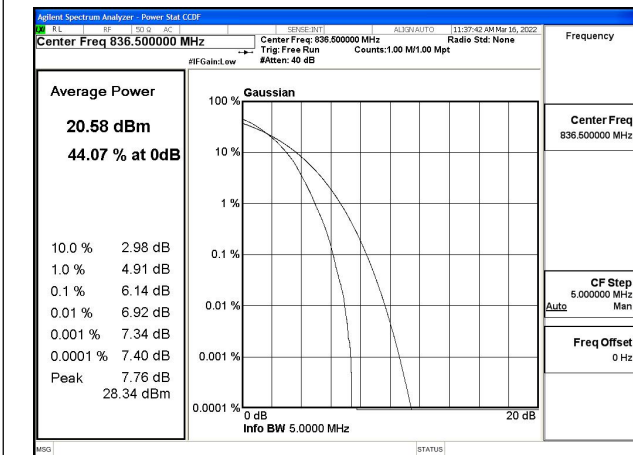 Agilent Spectrum Analyzer - Power Stat CCDF
RL RF 50 Ω AC SENSE:INT ALIGN AUTO 11:37:42 AM Mar 16, 2022
Center Freq 836.500000 MHz
Center Freq: 836.500000 MHz Radio Std: None
Trig: Free Run Counts:1.00 M/1.00 Mpt
#IFGain:Low #Atten: 40 dB
Frequency
Average Power
20.58 dBm
44.07 % at 0dB
10.0 % 2.98 dB
1.0 % 4.91 dB
0.1 % 6.14 dB
0.01 % 6.92 dB
0.001 % 7.34 dB
0.0001 % 7.40 dB
Peak 7.76 dB
28.34 dBm
Gaussian
100 %
10 %
1 %
0.1 %
0.01 %
0.001 %
0.0001 %
0 dB 20 dB
Info BW 5.0000 MHz
Center Freq
836.500000 MHz
CF Step
5.000000 MHz
Auto Man
Freq Offset
0 Hz
MSG STATUS